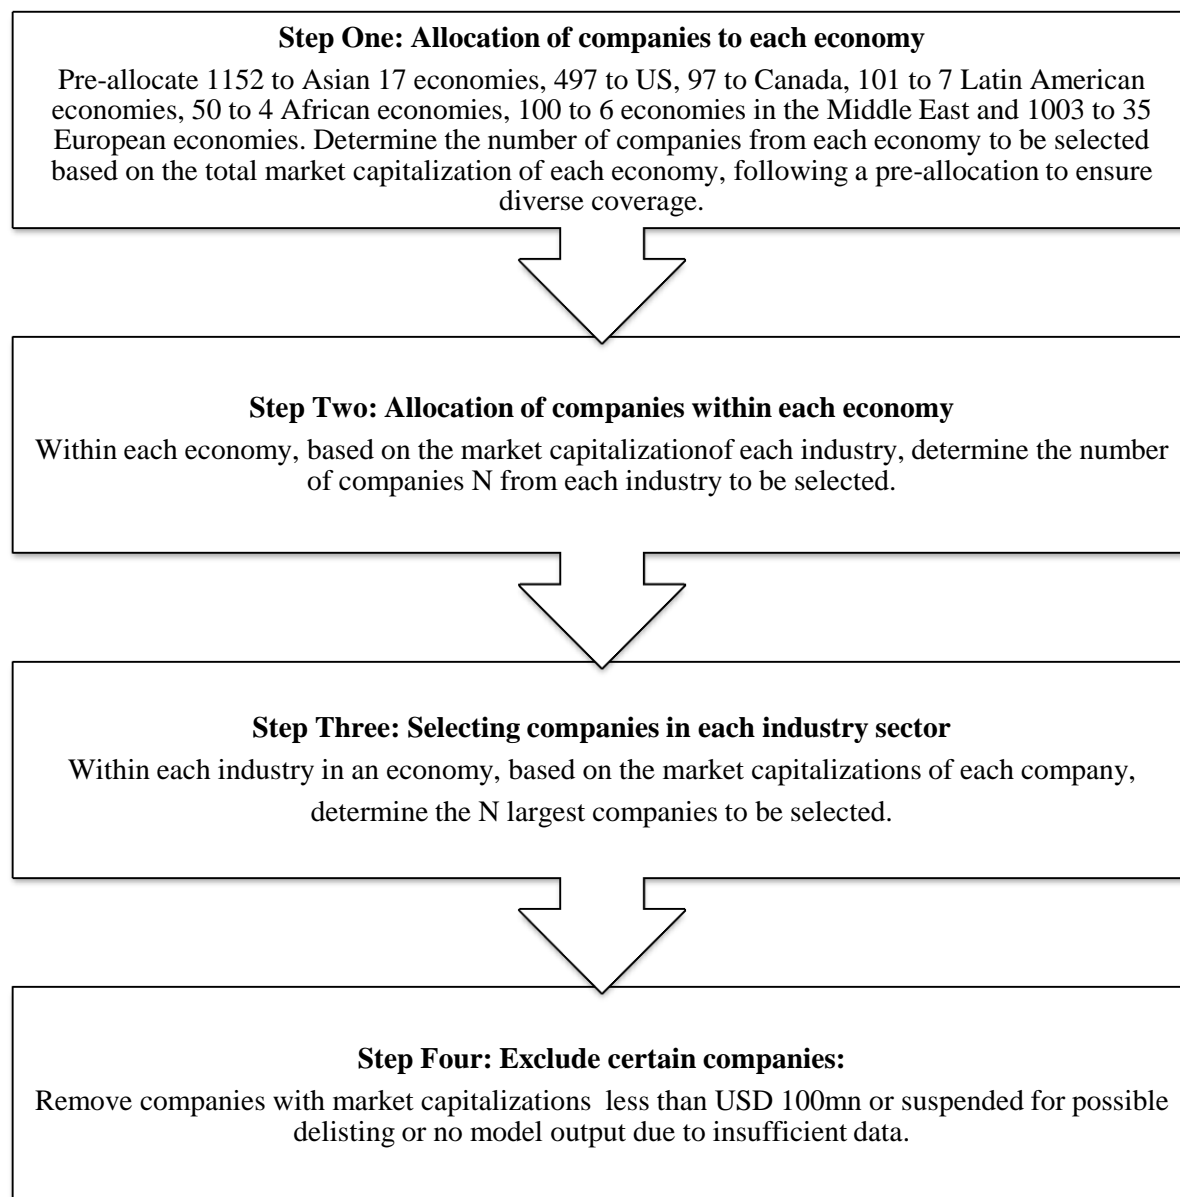 Step One: Allocation of companies to each economy
Pre-allocate 1152 to Asian 17 economies, 497 to US, 97 to Canada, 101 to 7 Latin American
economies, 50 to 4 African economies, 100 to 6 economies in the Middle East and 1003 to 35
European economies. Determine the number of companies from each economy to be selected
based on the total market capitalization of each economy, following a pre-allocation to ensure
diverse coverage.
Step Two: Allocation of companies within each economy
Within each economy, based on the market capitalizationof each industry, determine the number
of companies N from each industry to be selected.
Step Three: Selecting companies in each industry sector
Within each industry in an economy, based on the market capitalizations of each company,
determine the N largest companies to be selected.
Step Four: Exclude certain companies:
Remove companies with market capitalizations  less than USD 100mn or suspended for possible
delisting or no model output due to insufficient data.